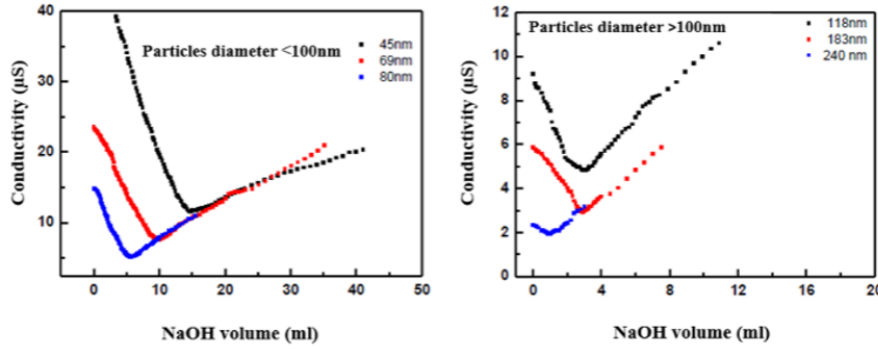 Particles diameter <100nm
45nm
69nm
80nm
Conductivity (µS)
40
30
20
10
0
10
20
30
40
50
NaOH volume (ml)
Particles diameter >100nm
118nm
183nm
240 nm
Conductivity (µS)
12
10
8
6
4
2
0
0
4
8
12
16
20
NaOH volume (ml)